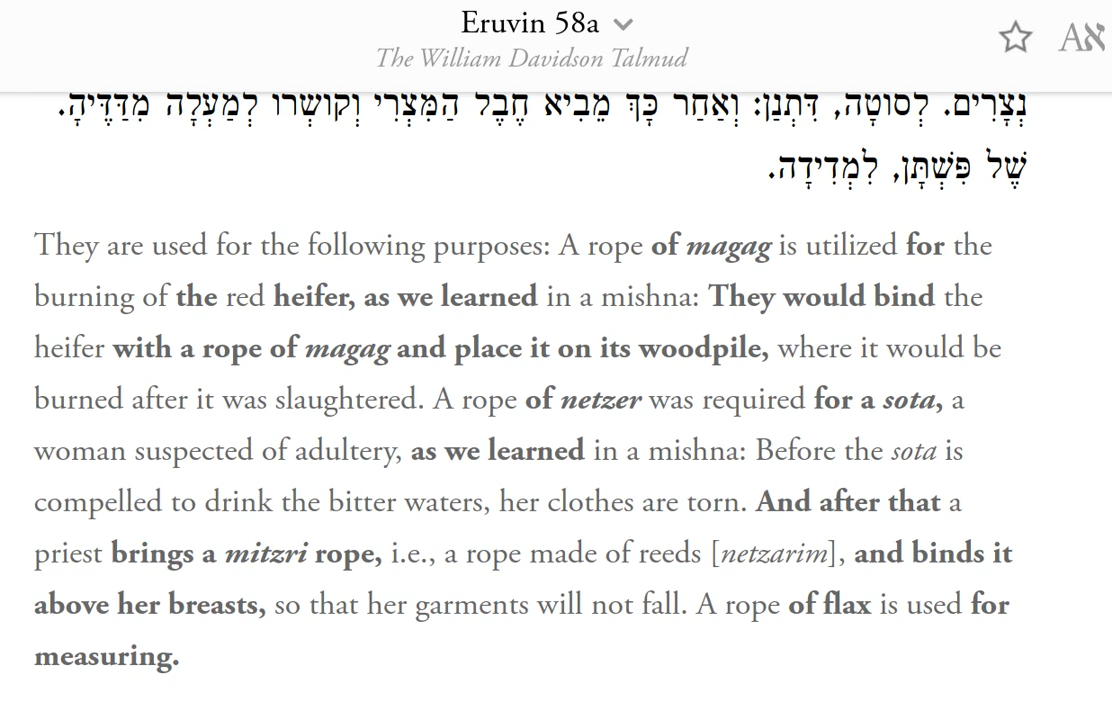 Eruvin 58a
The William Davidson Talmud
Aא
נְצָרִים. לְסוֹטָה, דִּתְנַן: וְאַחַר כָּךְ מֵבִיא חֶבֶל הַמִּצְרִי וְקוֹשְׁרוֹ לְמַעְלָה מִדַּדֶּיהָ.
שֶׁל פִּשְׁתָּן, לִמְדִידָה.
They are used for the following purposes: A rope of magag is utilized for the
burning of the red heifer, as we learned in a mishna: They would bind the
heifer with a rope of magag and place it on its woodpile, where it would be
burned after it was slaughtered. A rope of netzer was required for a sota, a
woman suspected of adultery, as we learned in a mishna: Before the sota is
compelled to drink the bitter waters, her clothes are torn. And after that a
priest brings a mitzri rope, i.e., a rope made of reeds [netzarim], and binds it
above her breasts, so that her garments will not fall. A rope of flax is used for
measuring.